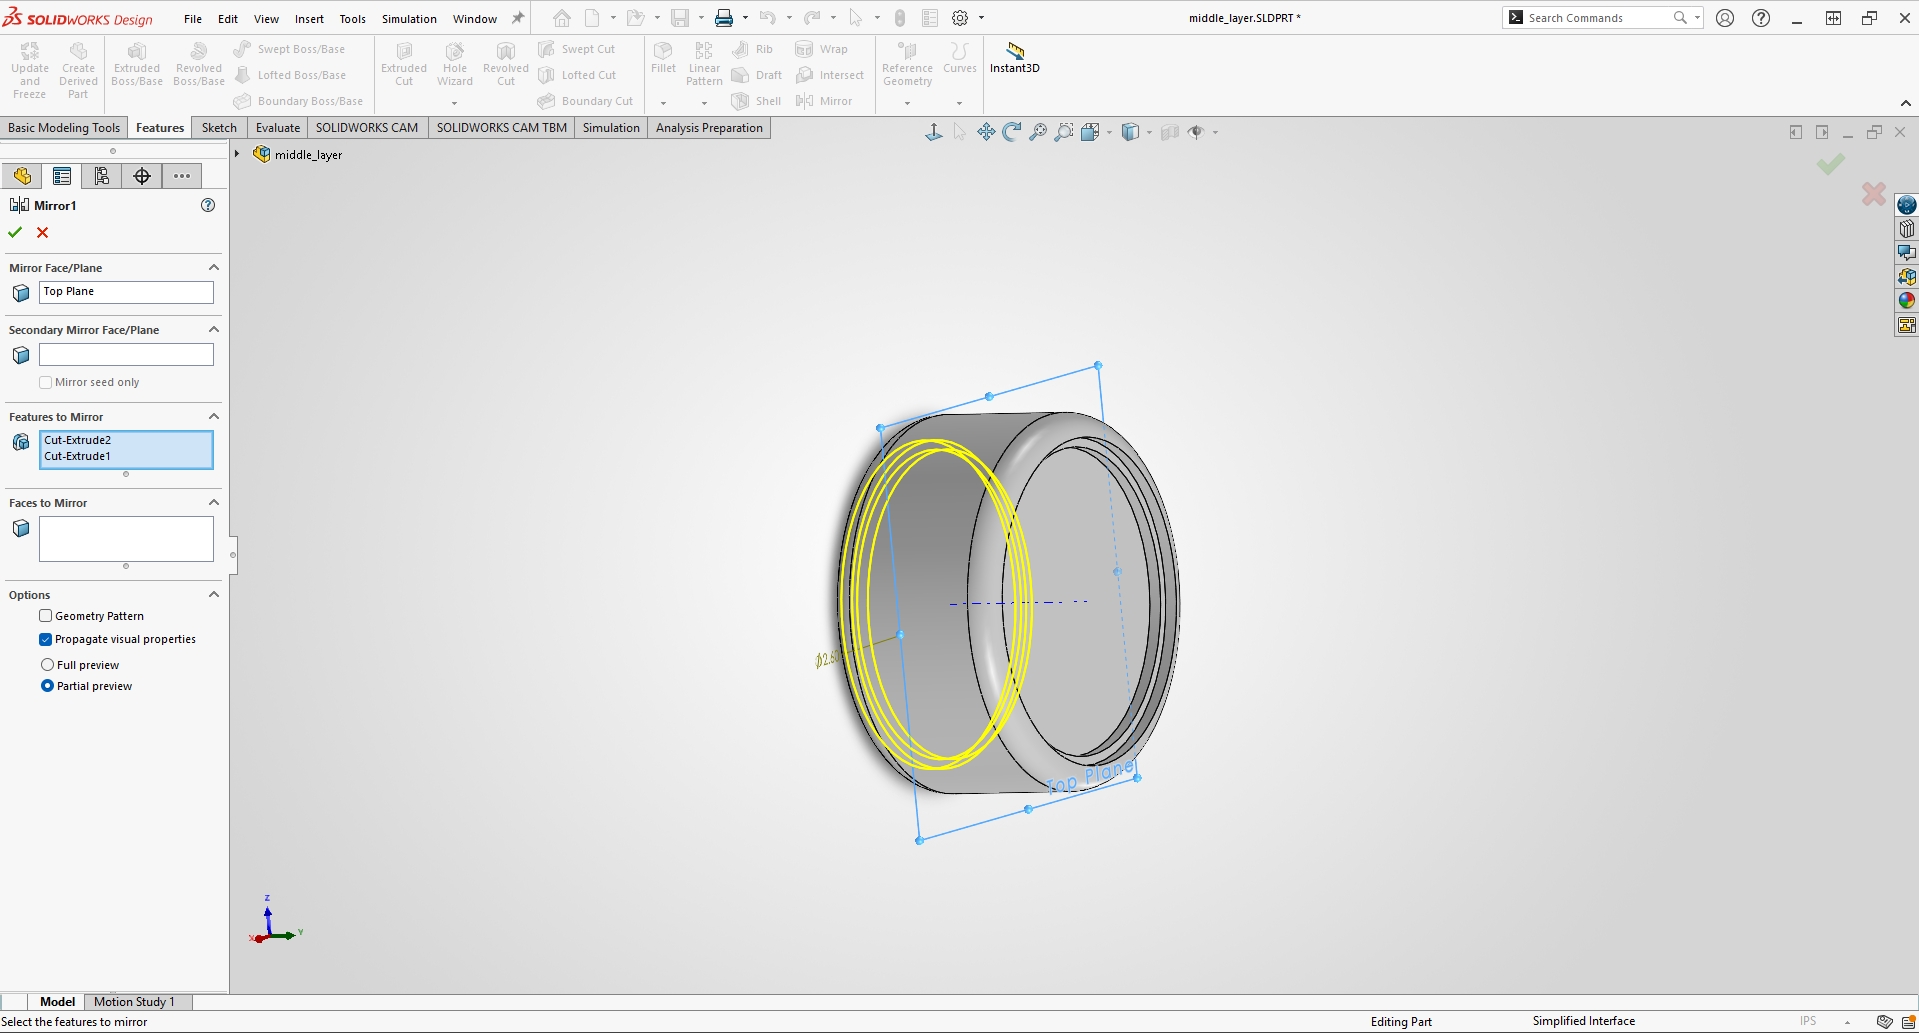 SOLIDWORKS Design
File Edit View Insert Tools Simulation Window
middle_layer.SLDPRT *
Search Commands
Update and Freeze
Create Derived Part
Extruded Boss/Base
Revolved Boss/Base
Swept Boss/Base
Lofted Boss/Base
Boundary Boss/Base
Extruded Cut
Hole Wizard
Revolved Cut
Swept Cut
Lofted Cut
Boundary Cut
Fillet
Linear Pattern
Rib
Draft
Shell
Wrap
Intersect
Mirror
Reference Geometry
Curves
Instant3D
Basic Modeling Tools Features Sketch Evaluate SOLIDWORKS CAM SOLIDWORKS CAM TBM Simulation Analysis Preparation
middle_layer
Mirror1
Mirror Face/Plane
Top Plane
Secondary Mirror Face/Plane
Mirror seed only
Features to Mirror
Cut-Extrude2
Cut-Extrude1
Faces to Mirror
Options
Geometry Pattern
Propagate visual properties
Full preview
Partial preview
Top Plane
Z
X
Y
Model Motion Study 1
Select the features to mirror
Editing Part
Simplified Interface
IPS